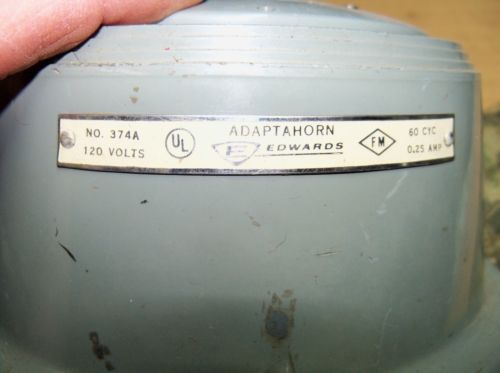 NO. 374A
120 VOLTS
UL
ADAPTAHORN
E EDWARDS
FM
60 CYC
0.25 AMP